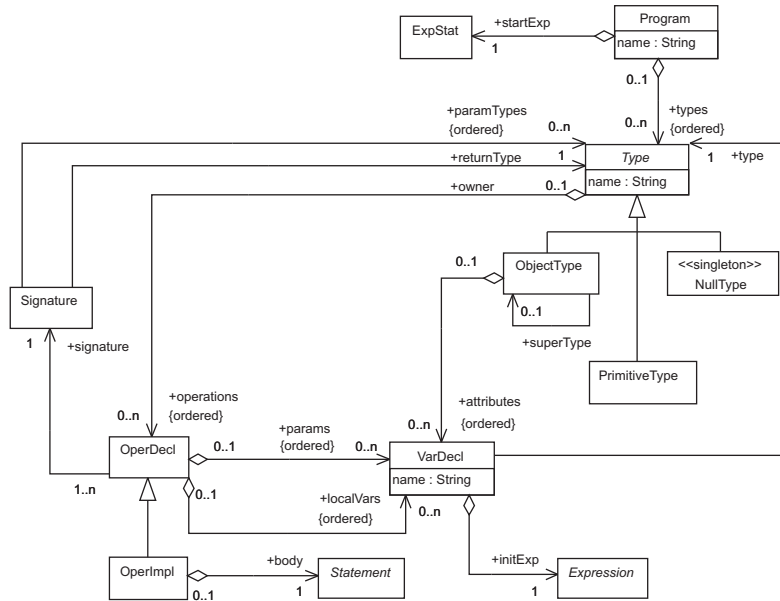 Program
+startExp
ExpStat
name : String
1
0..1
+paramTypes
+types
{ordered}
0..n
0..n
{ordered}
+returnType
1
Type
1
+type
+owner
0..1
name : String
0..1
ObjectType
<<singleton>>
NullType
0..1
Signature
1
+signature
+superType
PrimitiveType
+operations
+attributes
{ordered}
0..n
0..n
{ordered}
+params
OperDecl
0..1
{ordered}
0..n
VarDecl
name : String
1..n
0..1
+localVars
0..n
{ordered}
+body
+initExp
OperImpl
Statement
Expression
0..1
1
1